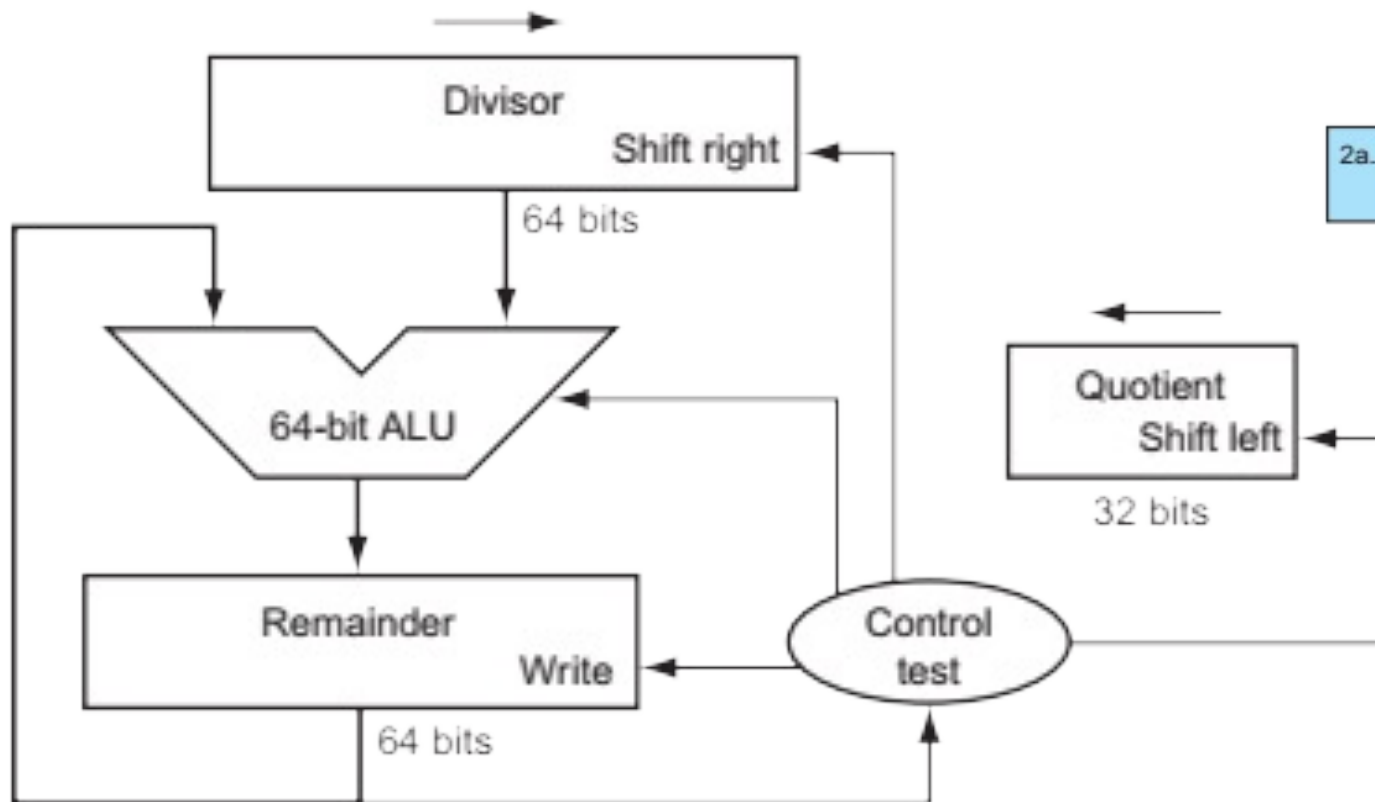 Divisor
Shift right
64 bits
2a.
64-bit ALU
Quotient
Shift left
32 bits
Remainder
Write
Control
test
64 bits